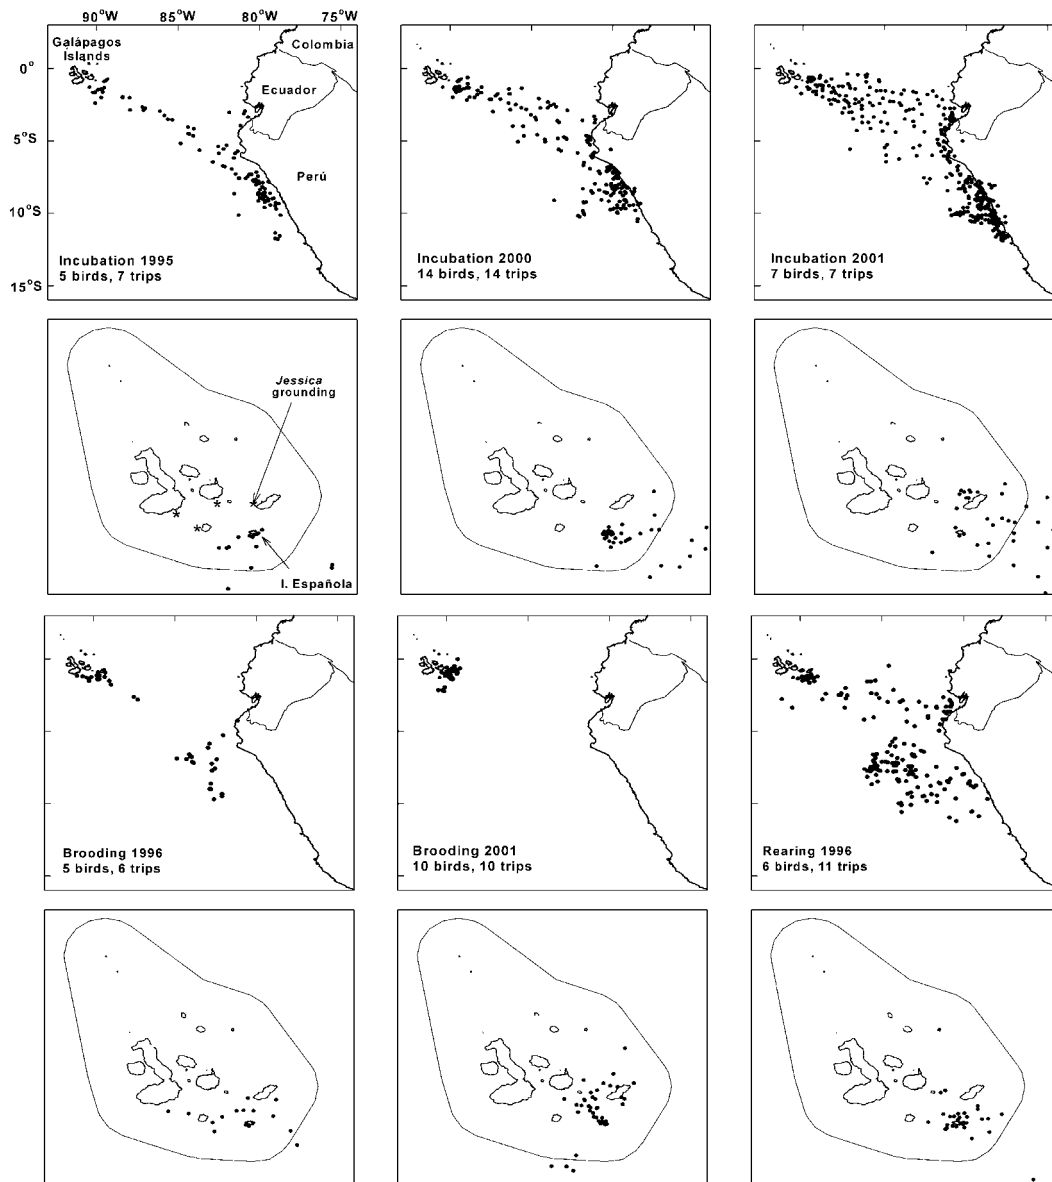 90°W 85°W 80°W 75°W
Galápagos
Islands
Colombia
0°
Ecuador
5°S
Perú
10°S
15°S
Incubation 1995
5 birds, 7 trips
Incubation 2000
14 birds, 14 trips
Incubation 2001
7 birds, 7 trips
Jessica
grounding
*
*
*
*
I. Española
Brooding 1996
5 birds, 6 trips
Brooding 2001
10 birds, 10 trips
Rearing 1996
6 birds, 11 trips